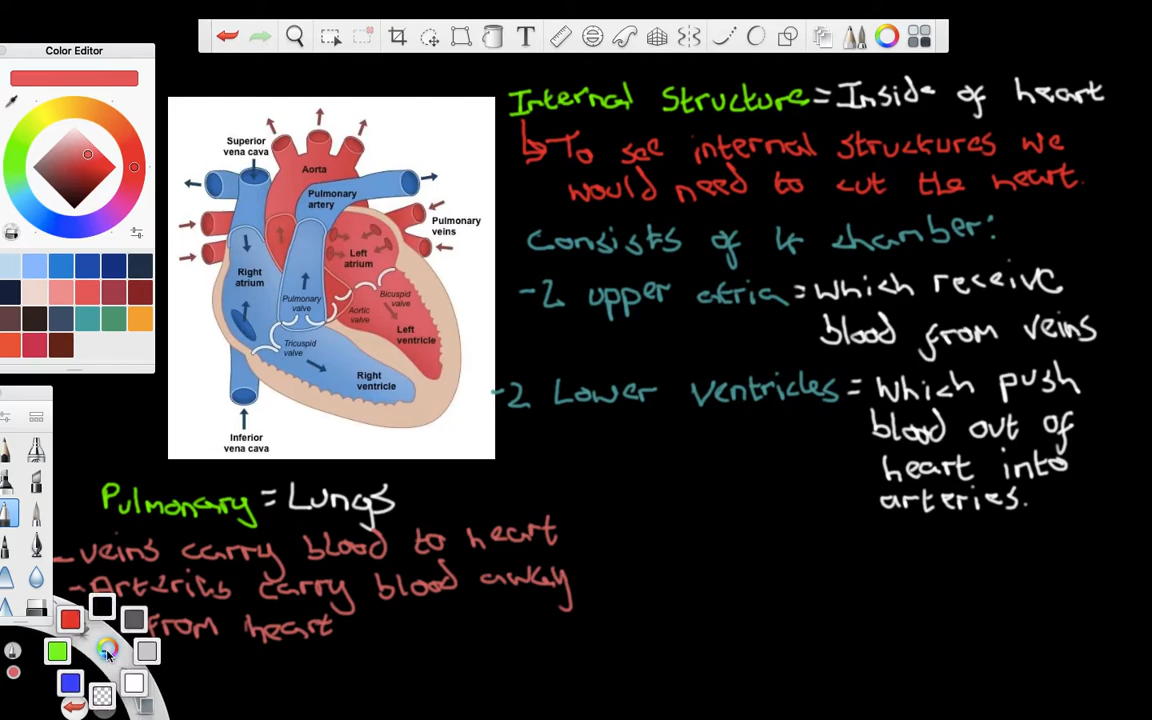 Color Editor
T
Internal Structure = Inside of heart
To see internal structures we
would need to cut the heart.
Consists of 4 chamber:
-2 upper atria = which receive
blood from veins
-2 Lower ventricles = which push
blood out of
heart into
arteries.
Superior
vena cava
Aorta
Pulmonary
artery
Pulmonary
veins
Left
atrium
Right
atrium
Pulmonary
valve
Bicuspid
valve
Aortic
valve
Left
ventricle
Tricuspid
valve
Right
ventricle
Inferior
vena cava
Pulmonary = Lungs
-veins carry blood to heart
-Arteries carry blood away
from heart